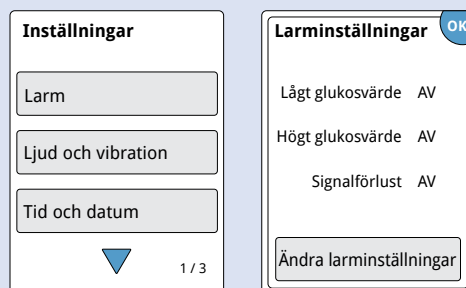 Inställningar
Larm
Ljud och vibration
Tid och datum
1 / 3
Larminställningar
OK
Lågt glukosvärde AV
Högt glukosvärde AV
Signalförlust AV
Ändra larminställningar